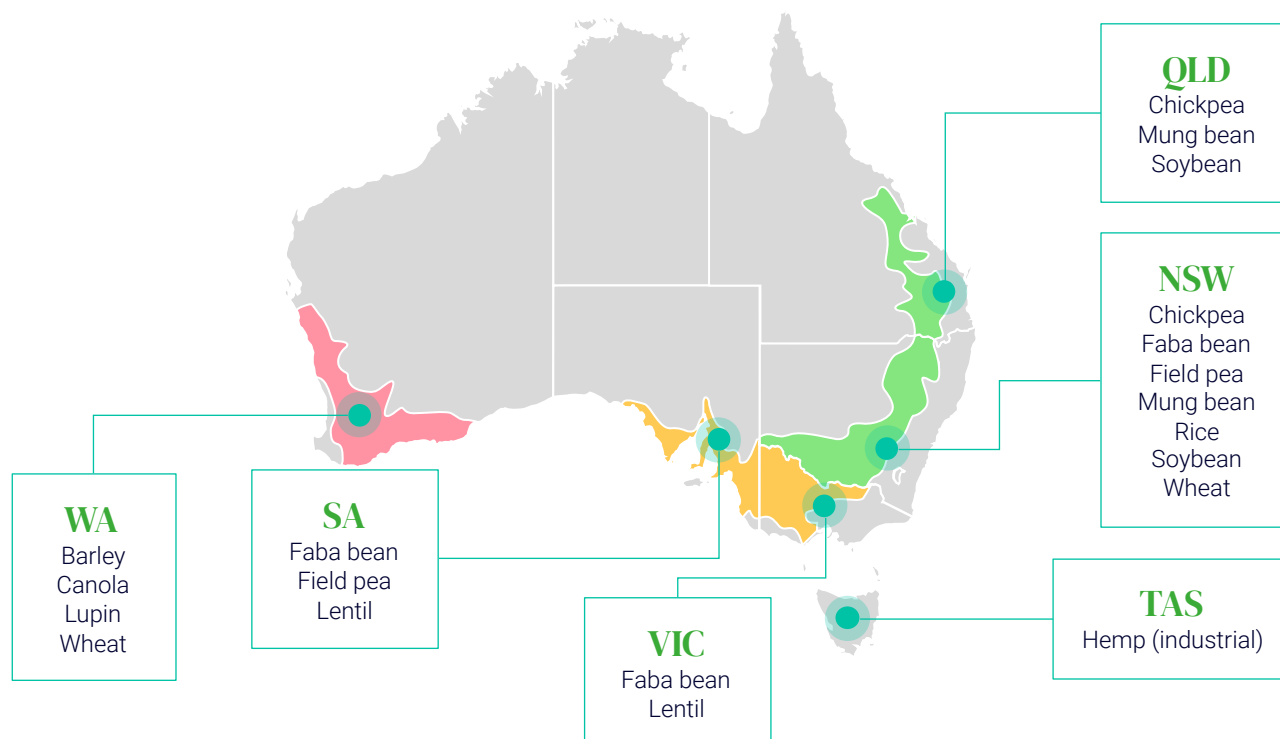 QLD
Chickpea
Mung bean
Soybean
NSW
Chickpea
Faba bean
Field pea
Mung bean
Rice
Soybean
Wheat
WA
Barley
Canola
Lupin
Wheat
SA
Faba bean
Field pea
Lentil
VIC
Faba bean
Lentil
TAS
Hemp (industrial)